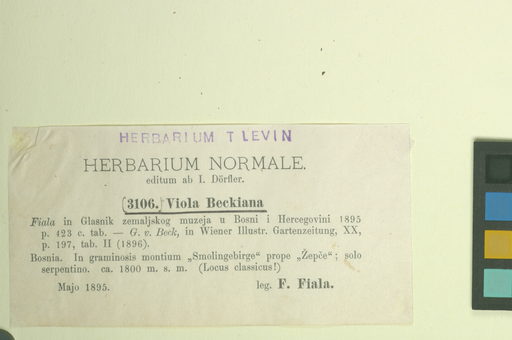 HERBARIUM T LEVIN
HERBARIUM NORMALE.
editum ab I. Dörfler.
3106. Viola Beckiana
Fiala in Glasnik zemaljskog muzeja u Bosni i Hercegovini 1895
p. 423 c. tab. — G. v. Beck, in Wiener Illustr. Gartenzeitung, XX,
p. 197, tab. II (1896).
Bosnia. In graminosis montium „Smolingebirge“ prope „Žepče“; solo
serpentino. ca. 1800 m. s. m. (Locus classicus!)
Majo 1895. leg. F. Fiala.